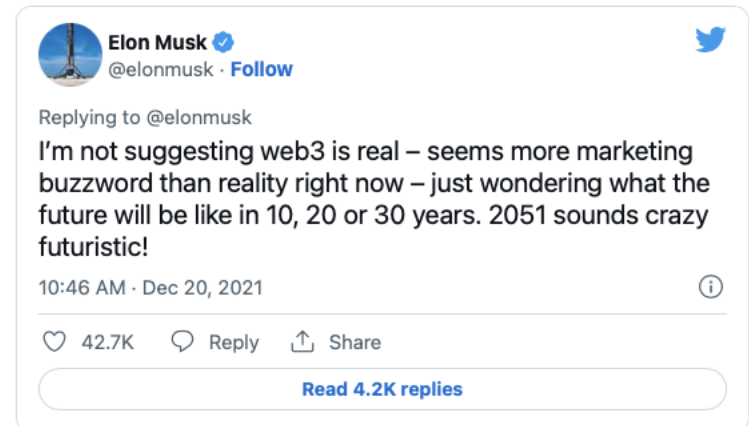 Elon Musk
@elonmusk · Follow
Replying to @elonmusk
I’m not suggesting web3 is real – seems more marketing
buzzword than reality right now – just wondering what the
future will be like in 10, 20 or 30 years. 2051 sounds crazy
futuristic!
10:46 AM · Dec 20, 2021
42.7K Reply Share
Read 4.2K replies